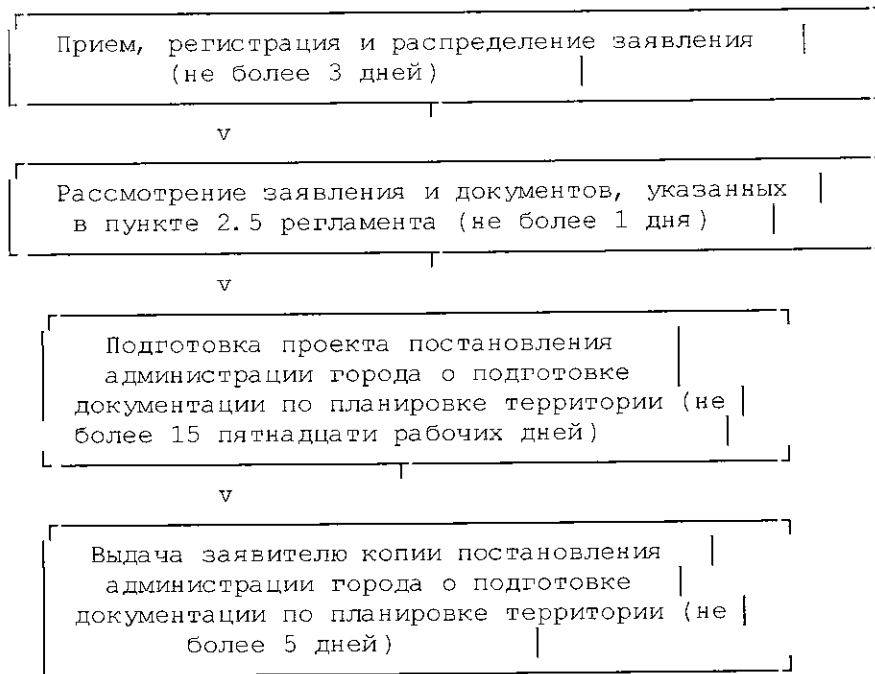 Прием, регистрация и распределение заявления
(не более 3 дней)
v
Рассмотрение заявления и документов, указанных
в пункте 2.5 регламента (не более 1 дня)
v
Подготовка проекта постановления
администрации города о подготовке
документации по планировке территории (не
более 15 пятнадцати рабочих дней)
v
Выдача заявителю копии постановления
администрации города о подготовке
документации по планировке территории (не
более 5 дней)